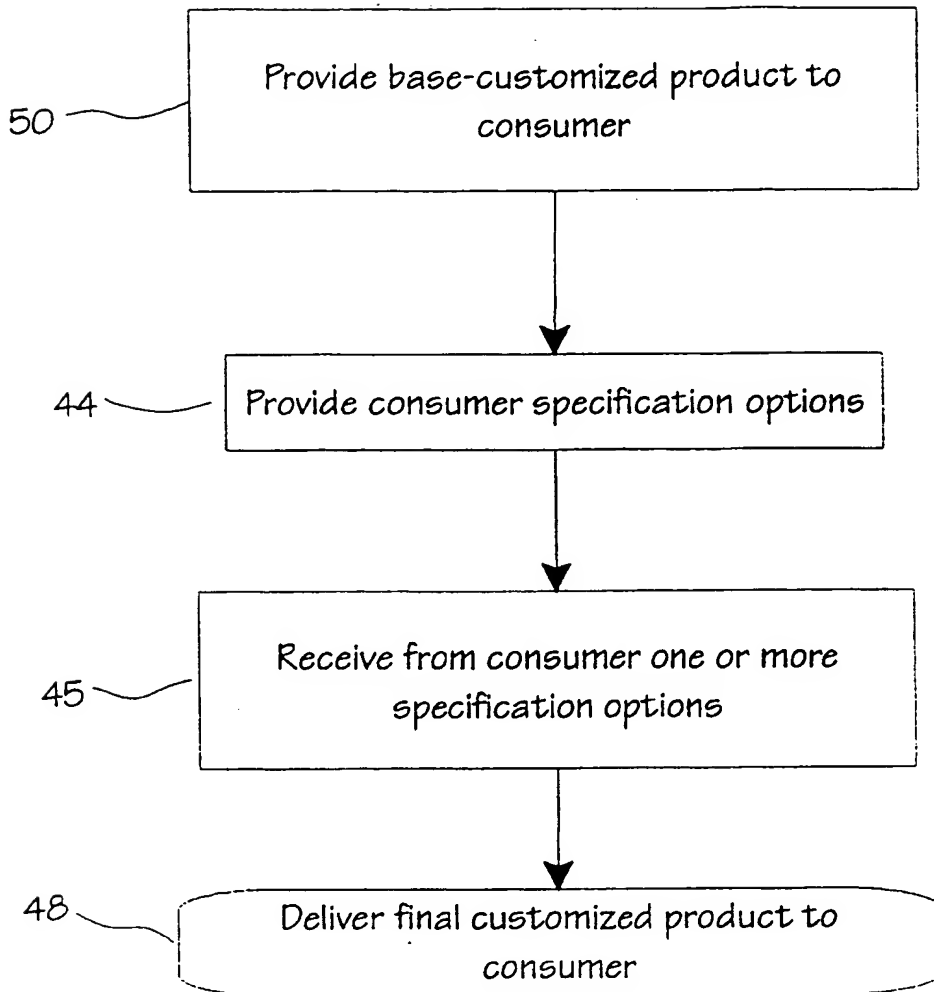 Provide base-customized product to
consumer
50
44
Provide consumer specification options
Receive from consumer one or more
specification options
45
48
Deliver final customized product to
consumer